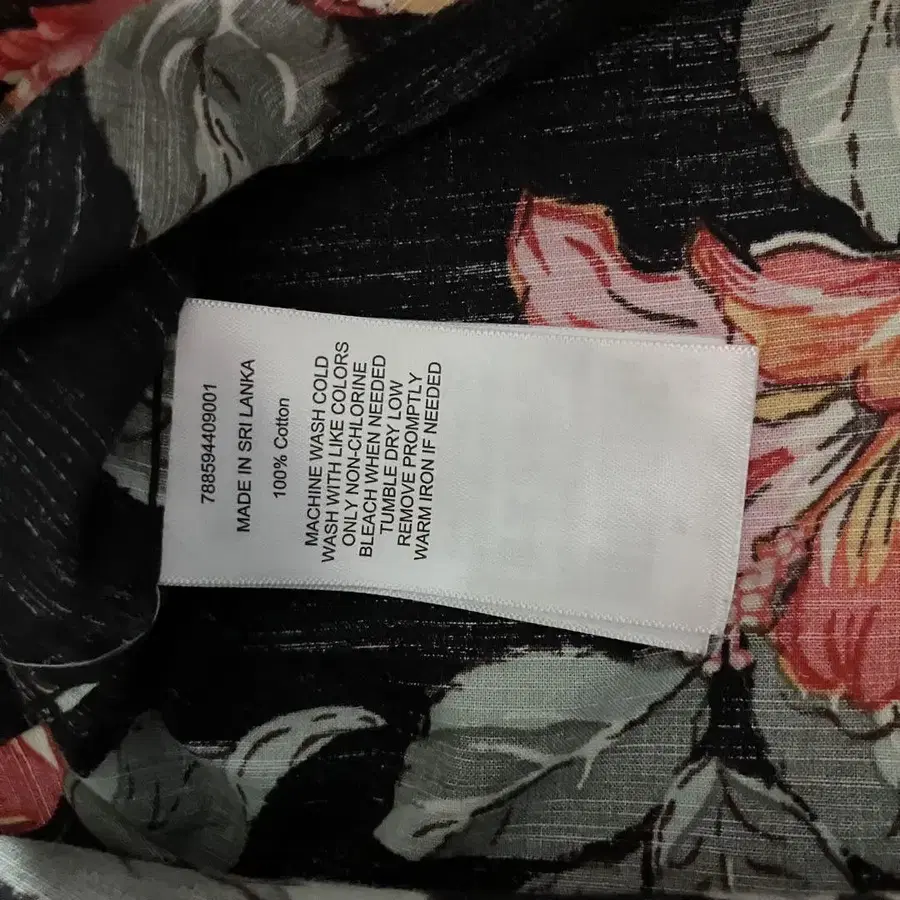 788594409001
MADE IN SRI LANKA
100% Cotton
MACHINE WASH COLD
WASH WITH LIKE COLORS
ONLY NON-CHLORINE
BLEACH WHEN NEEDED
TUMBLE DRY LOW
REMOVE PROMPTLY
WARM IRON IF NEEDED